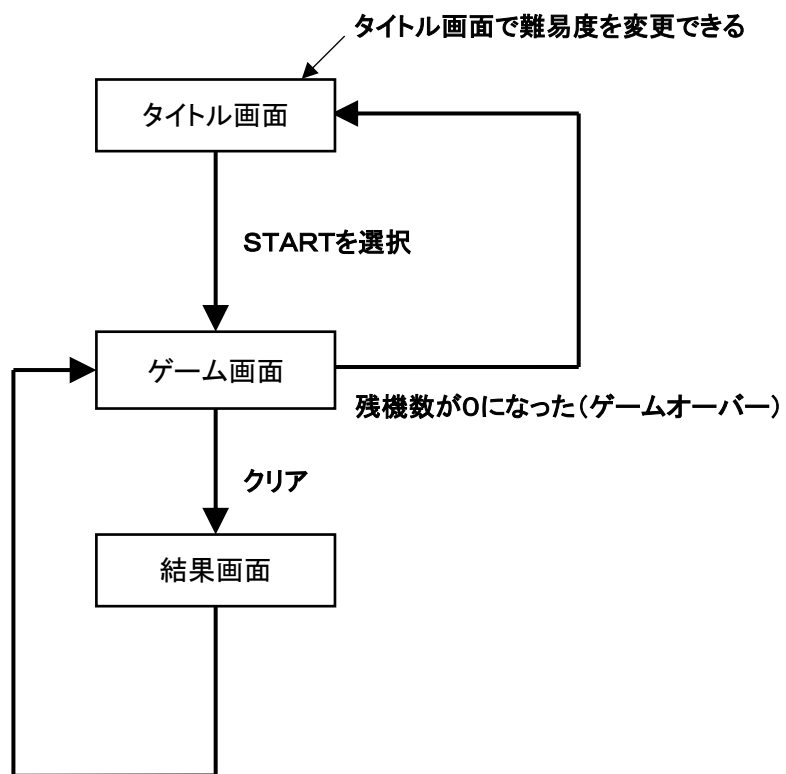 タイトル画面で難易度を変更できる
タイトル画面
STARTを選択
ゲーム画面
残機数が0になった(ゲームオーバー)
クリア
結果画面